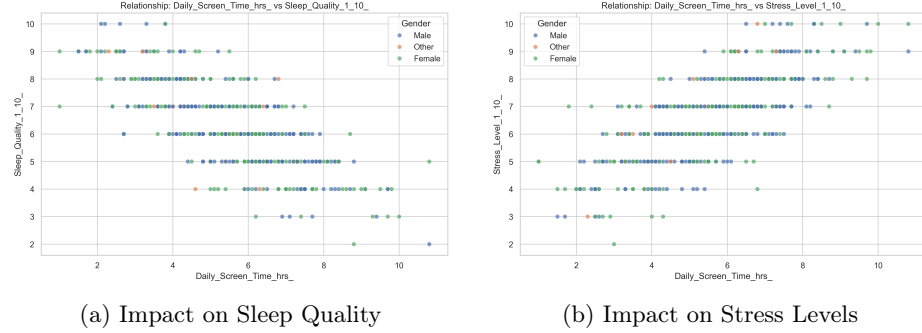 Relationship: Daily_Screen_Time_hrs_ vs Sleep_Quality_1_10_
Sleep_Quality_1_10_
10
9
8
7
6
5
4
3
2
Gender
Male
Other
Female
2
4
6
8
10
Daily_Screen_Time_hrs_
(a) Impact on Sleep Quality
Relationship: Daily_Screen_Time_hrs_ vs Stress_Level_1_10_
Stress_Level_1_10_
10
9
8
7
6
5
4
3
2
Gender
Male
Other
Female
2
4
6
8
10
Daily_Screen_Time_hrs_
(b) Impact on Stress Levels